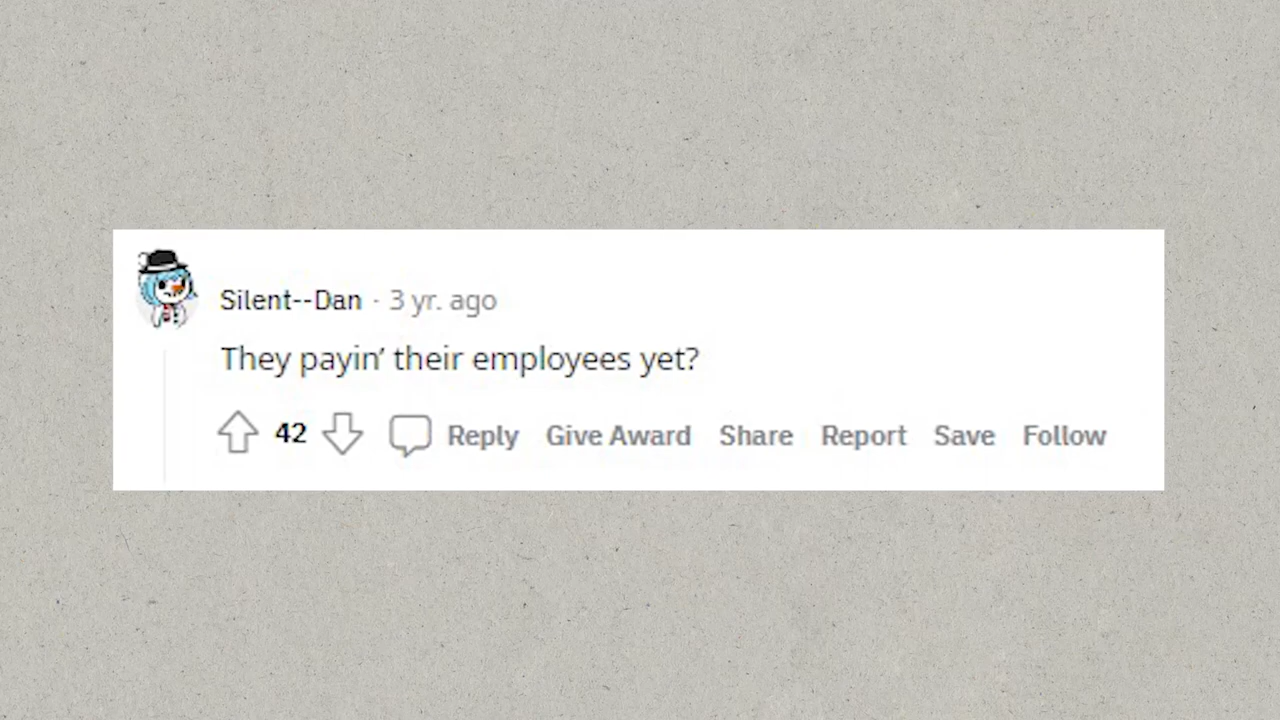 Silent--Dan · 3 yr. ago
They payin’ their employees yet?
42 Reply Give Award Share Report Save Follow